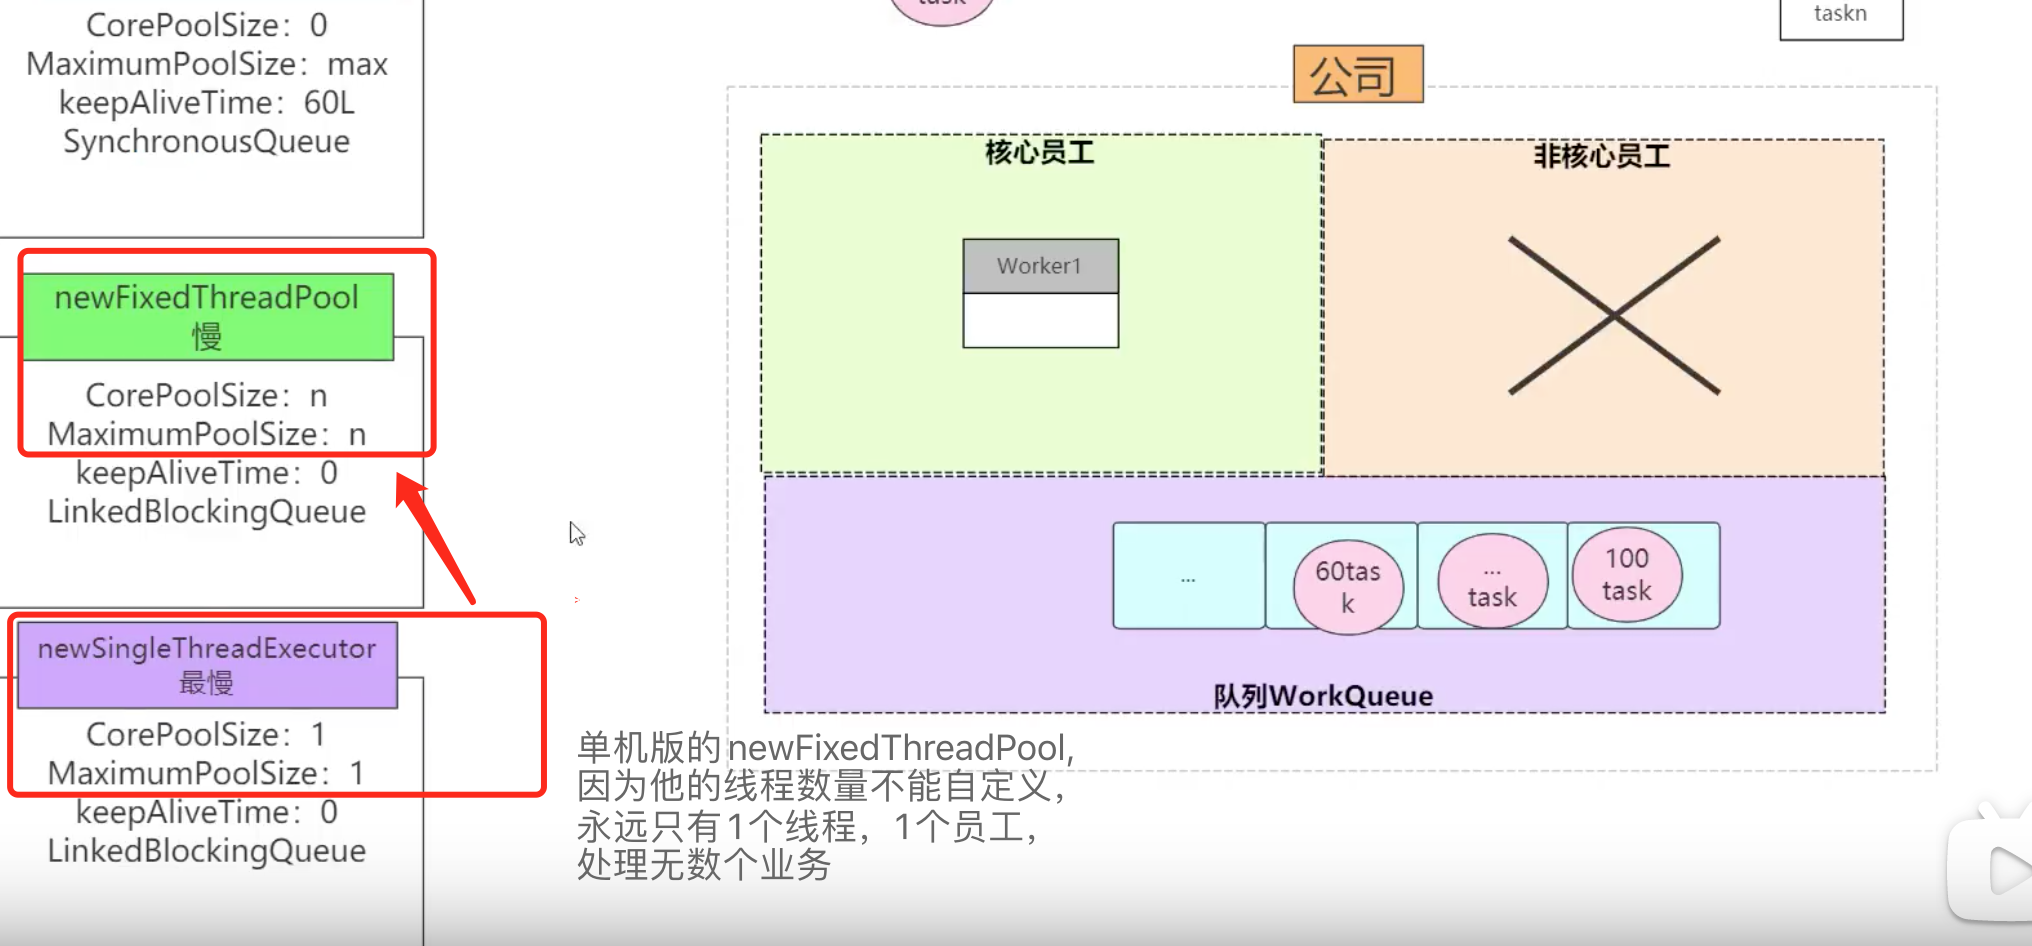 CorePoolSize：0
MaximumPoolSize：max
keepAliveTime：60L
SynchronousQueue
newFixedThreadPool
慢
CorePoolSize：n
MaximumPoolSize：n
keepAliveTime：0
LinkedBlockingQueue
newSingleThreadExecutor
最慢
CorePoolSize：1
MaximumPoolSize：1
keepAliveTime：0
LinkedBlockingQueue
task
taskn
公司
核心员工
非核心员工
Worker1
...
60tas
k
...
task
100
task
队列WorkQueue
单机版的newFixedThreadPool,
因为他的线程数量不能自定义，
永远只有1个线程，1个员工，
处理无数个业务